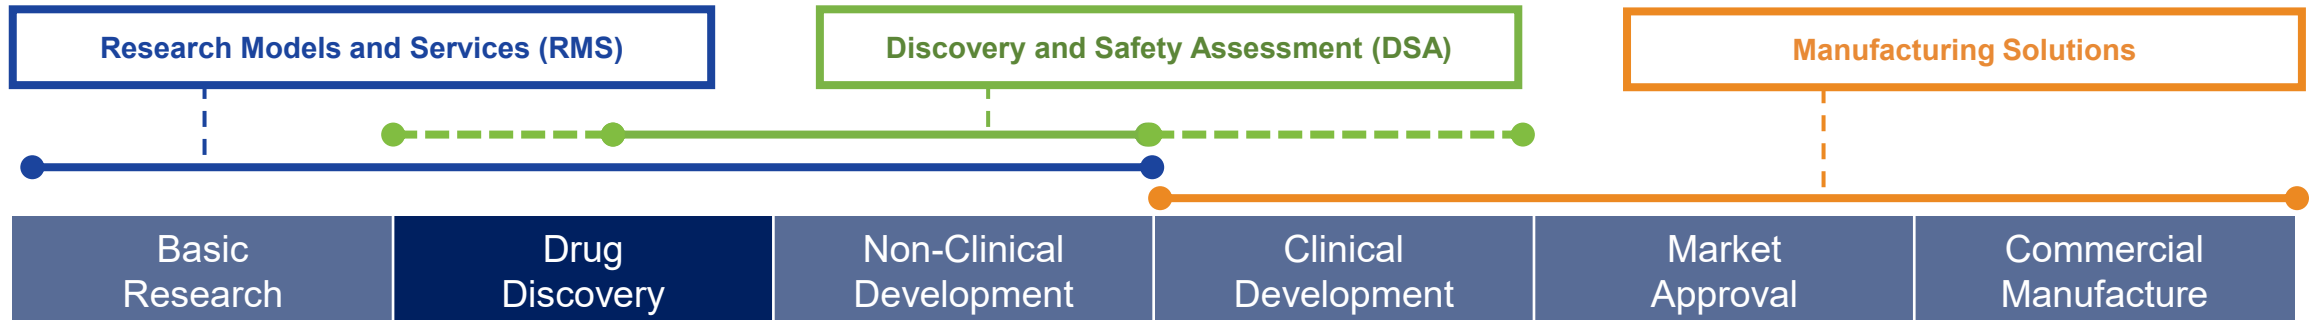 Research Models and Services (RMS)
Discovery and Safety Assessment (DSA)
Manufacturing Solutions
Basic
Research
Drug
Discovery
Non-Clinical
Development
Clinical
Development
Market
Approval
Commercial
Manufacture